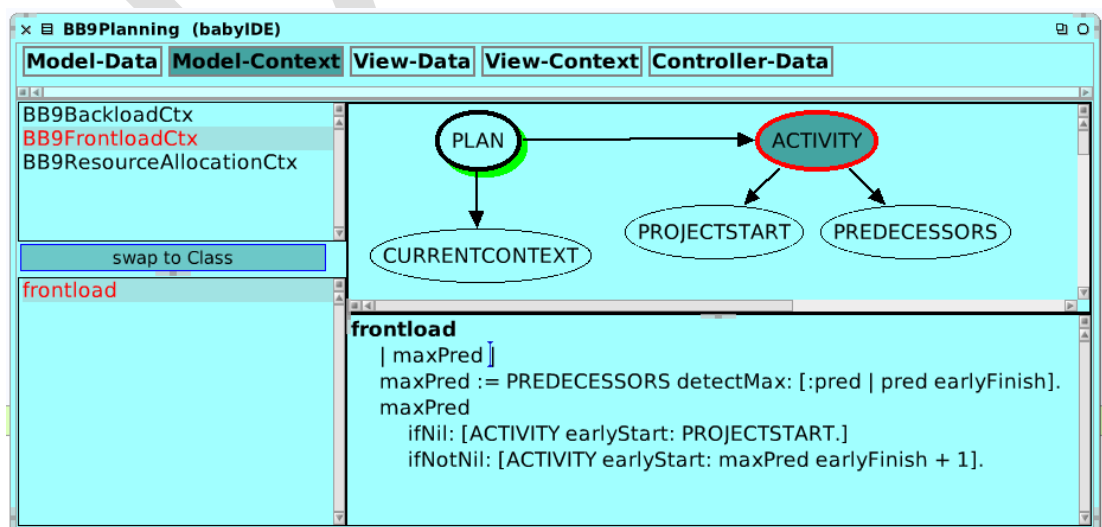 BB9Planning (babyIDE)
Model-Data Model-Context View-Data View-Context Controller-Data
BB9BackloadCtx
BB9FrontloadCtx
BB9ResourceAllocationCtx
swap to Class
frontload
PLAN
ACTIVITY
CURRENTCONTEXT
PROJECTSTART
PREDECESSORS
frontload
| maxPred |
maxPred := PREDECESSORS detectMax: [:pred | pred earlyFinish].
maxPred
ifNil: [ACTIVITY earlyStart: PROJECTSTART.]
ifNotNil: [ACTIVITY earlyStart: maxPred earlyFinish + 1].